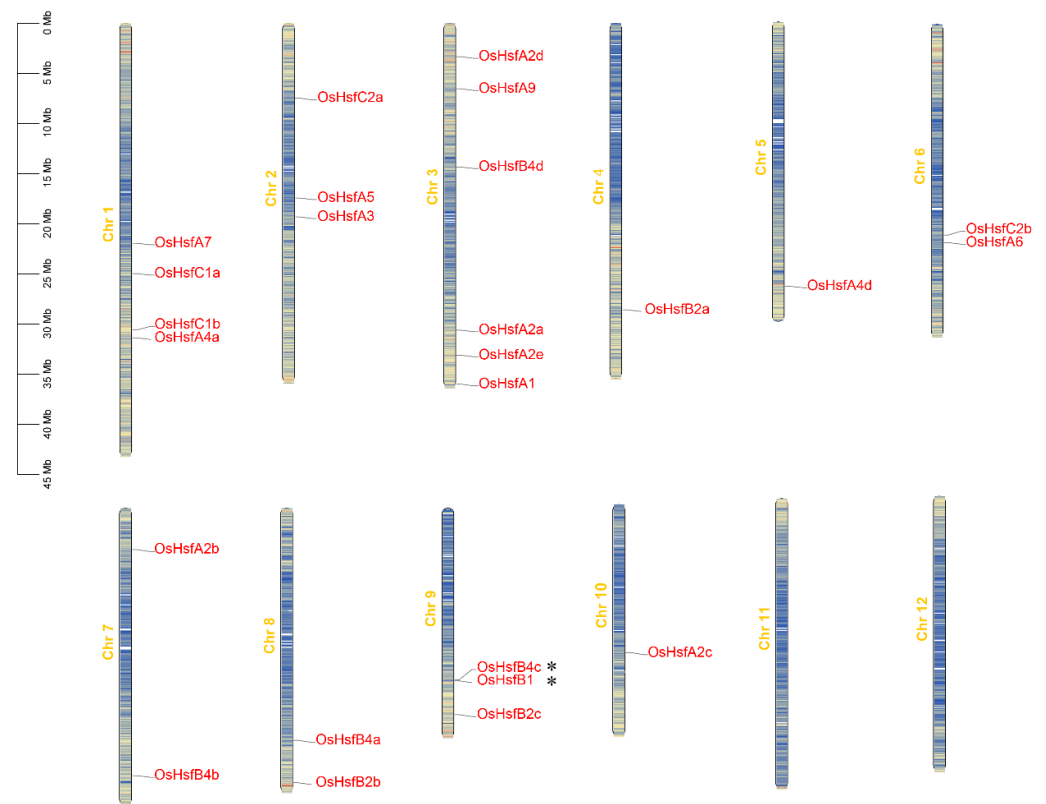 0 Mb
5 Mb
10 Mb
15 Mb
20 Mb
25 Mb
30 Mb
35 Mb
40 Mb
45 Mb
Chr 1
OsHsfA7
OsHsfC1a
OsHsfC1b
OsHsfA4a
Chr 2
OsHsfC2a
OsHsfA5
OsHsfA3
Chr 3
OsHsfA2d
OsHsfA9
OsHsfB4d
OsHsfA2a
OsHsfA2e
OsHsfA1
Chr 4
OsHsfB2a
Chr 5
OsHsfA4d
Chr 6
OsHsfC2b
OsHsfA6
Chr 7
OsHsfA2b
OsHsfB4b
Chr 8
OsHsfB4a
OsHsfB2b
Chr 9
OsHsfB4c *
OsHsfB1 *
OsHsfB2c
Chr 10
OsHsfA2c
Chr 11
Chr 12